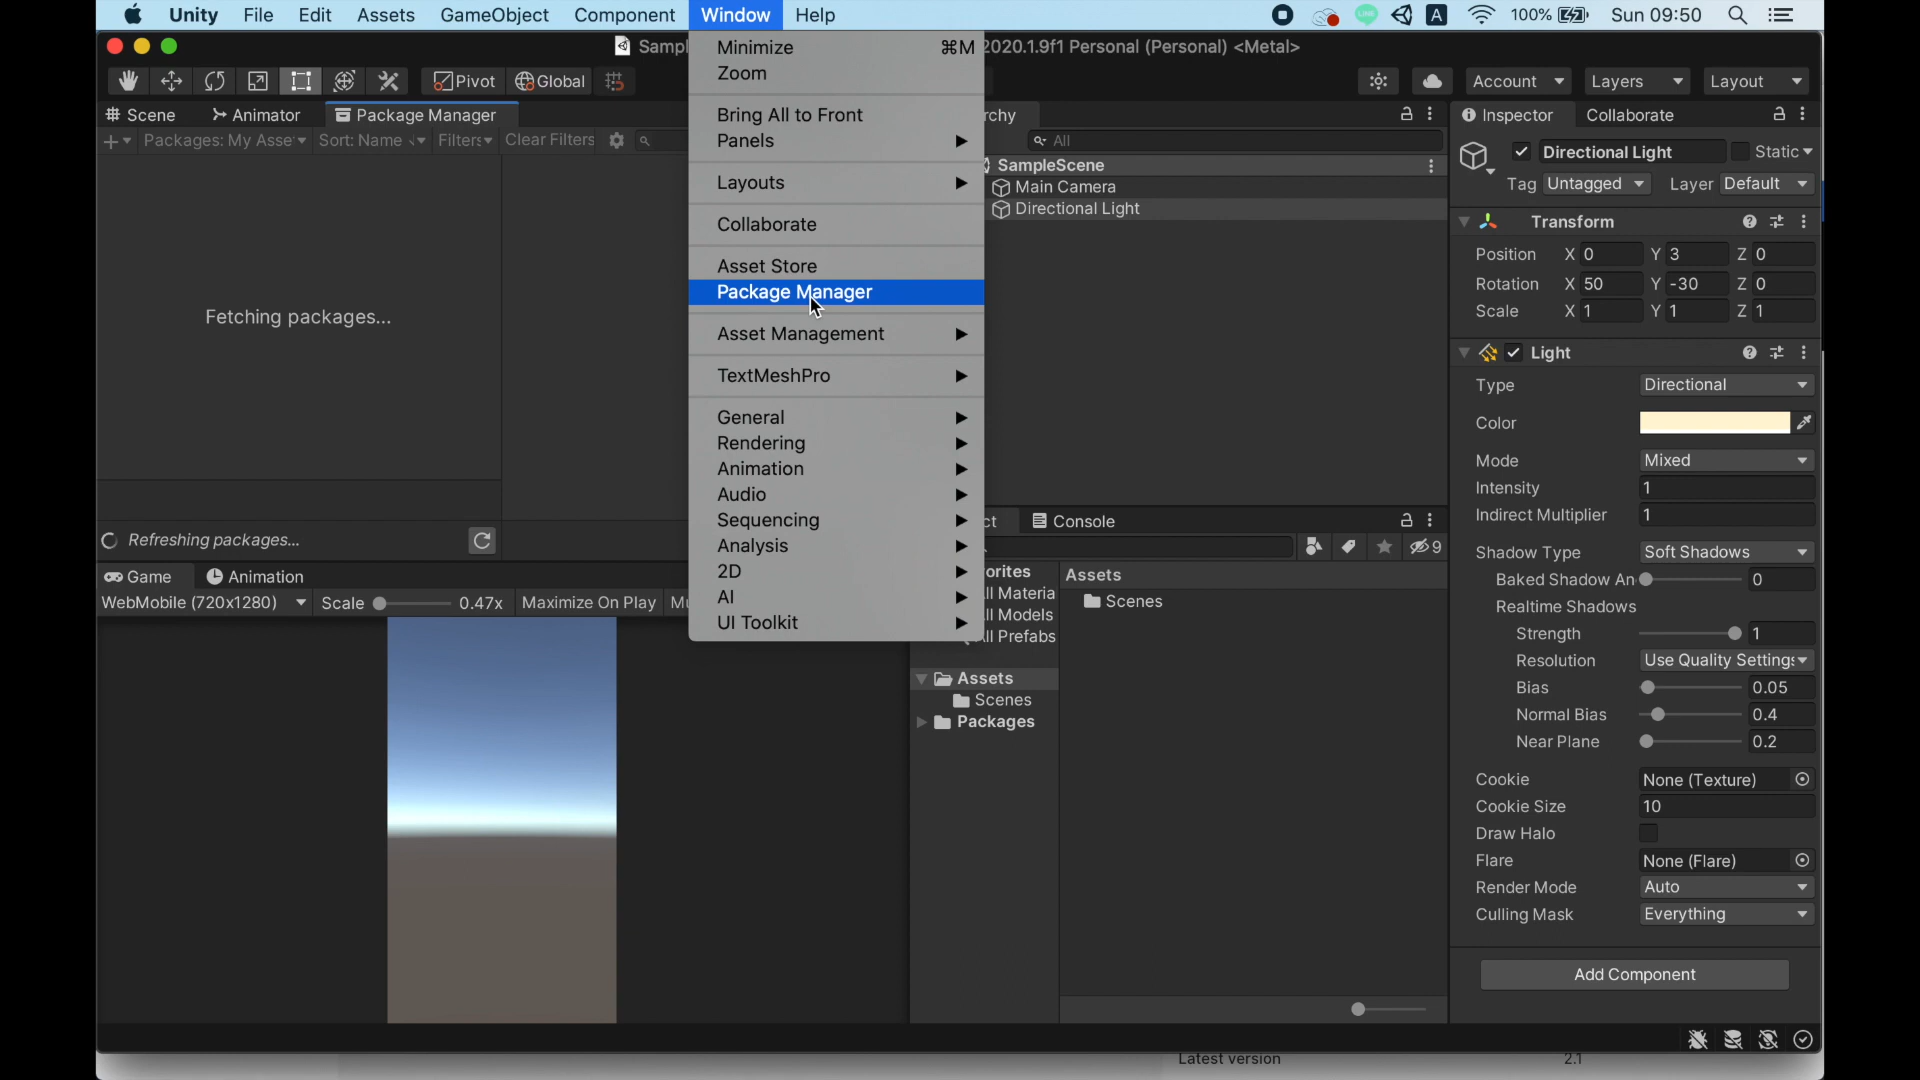 Unity File Edit Assets GameObject Component Window Help 100% Sun 09:50
2020.1.9f1 Personal (Personal) <Metal>
Pivot Global Account Layers Layout
Scene Animator Package Manager
Packages: My Asse Sort: Name Filters Clear Filters
Fetching packages...
Refreshing packages...
Minimize ⌘M
Zoom
Bring All to Front
Panels
Layouts
Collaborate
Asset Store
Package Manager
Asset Management
TextMeshPro
General
Rendering
Animation
Audio
Sequencing
Analysis
2D
AI
UI Toolkit
All
SampleScene
Main Camera
Directional Light
Game Animation
WebMobile (720x1280) Scale 0.47x Maximize On Play
Console
9
Assets
Scenes
Packages
Assets
Scenes
Inspector Collaborate
Directional Light Static
Tag Untagged Layer Default
Transform
Position X 0 Y 3 Z 0
Rotation X 50 Y -30 Z 0
Scale X 1 Y 1 Z 1
Light
Type Directional
Color
Mode Mixed
Intensity 1
Indirect Multiplier 1
Shadow Type Soft Shadows
Baked Shadow An 0
Realtime Shadows
Strength 1
Resolution Use Quality Settings
Bias 0.05
Normal Bias 0.4
Near Plane 0.2
Cookie None (Texture)
Cookie Size 10
Draw Halo
Flare None (Flare)
Render Mode Auto
Culling Mask Everything
Add Component
Latest version 2.1